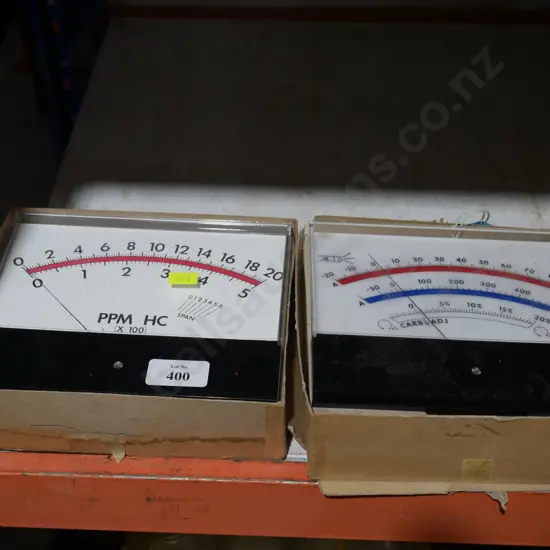 0 2 4 6 8 10 12 14 16 18 20
0 1 2 3 4 5
0 1 2 3 4 5 6
SPAN
PPM HC
X 100
Lot No.
400
-20 -10 0 10 20 30 40 50 60 70
A
-50 0 100 200 300 400
A
0 5% 10% 15% 20%
CARB ADJ